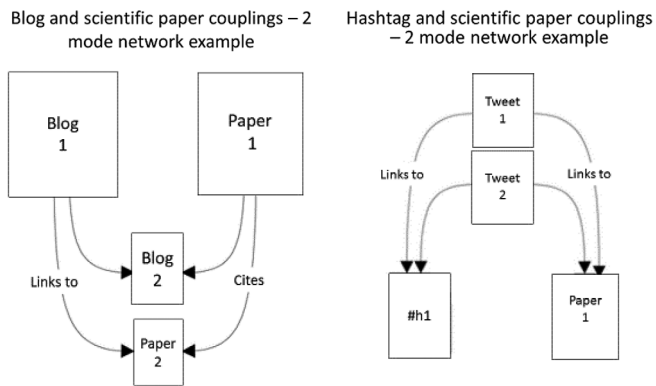 Blog and scientific paper couplings – 2
mode network example
Blog
1
Paper
1
Links to
Blog
2
Cites
Paper
2
Hashtag and scientific paper couplings
– 2 mode network example
Tweet
1
Links to
Links to
Tweet
2
#h1
Paper
1